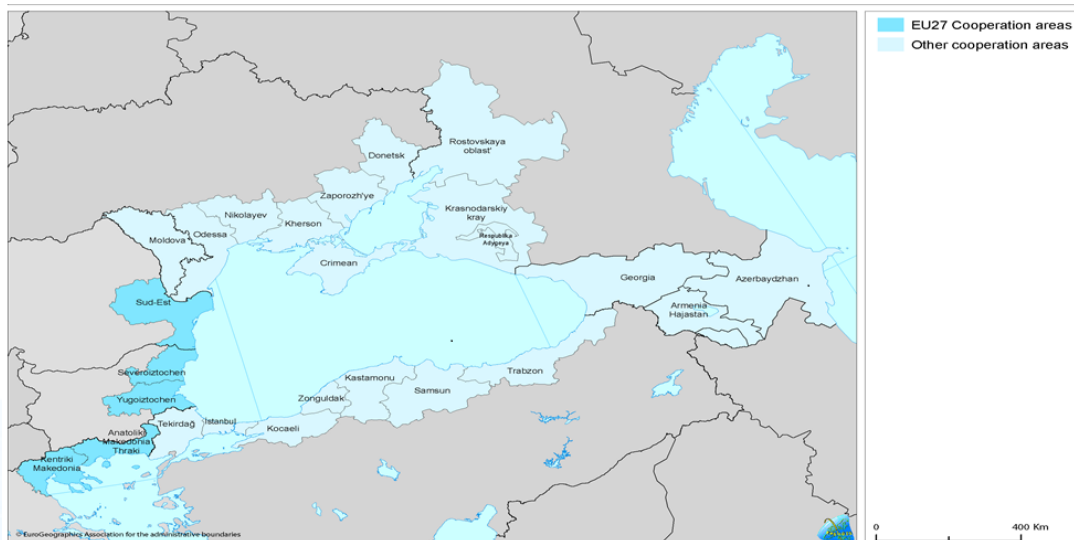 EU27 Cooperation areas
Other cooperation areas
Rostovskaya
oblast'
Donetsk
Zaporozh'ye
Krasnodarskiy
kray
Nikolayev
Kherson
Odessa
Moldova
Respublika
Adygeya
Crimean
Georgia
Azerbaydzhan
Armenia
Hajastan
Sud-Est
Severoiztochen
Yugoiztochen
Trabzon
Kastamonu
Samsun
Zonguldak
Kocaeli
Istanbul
Tekirdağ
Anatoliki
Makedonia
Thraki
Kentriki
Makedonia
© EuroGeographics Association for the administrative boundaries
0 400 Km